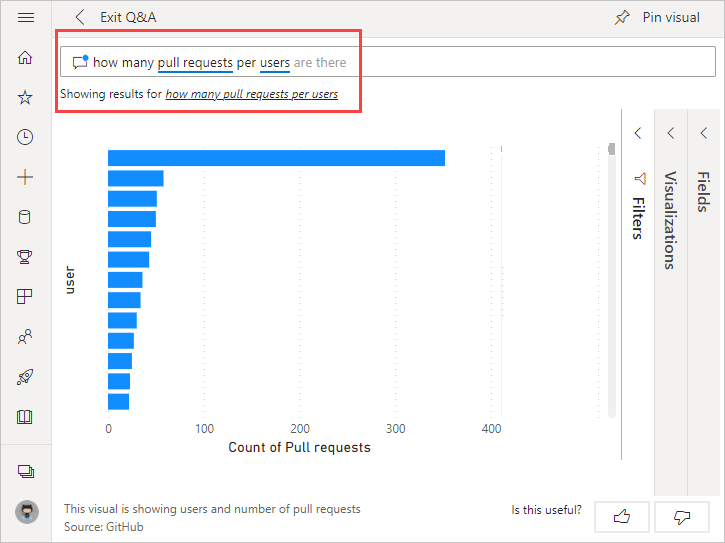 Exit Q&A
Pin visual
how many pull requests per users are there
Showing results for how many pull requests per users
Filters
Visualizations
Fields
user
0 100 200 300 400
Count of Pull requests
This visual is showing users and number of pull requests
Source: GitHub
Is this useful?